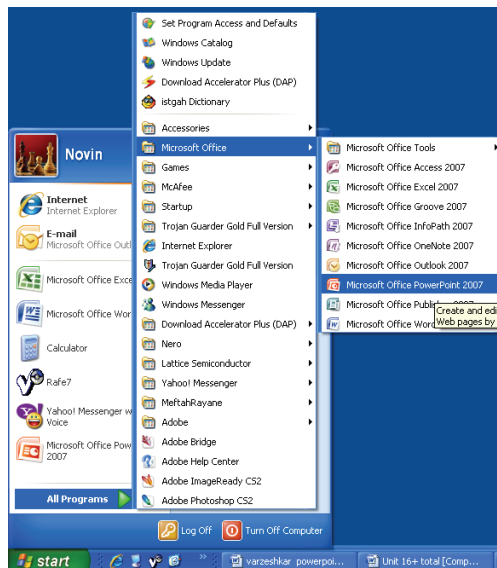 Set Program Access and Defaults
Windows Catalog
Windows Update
Download Accelerator Plus (DAP)
istgah Dictionary
Accessories
Microsoft Office
Games
McAfee
Startup
Trojan Guarder Gold Full Version
Internet Explorer
Trojan Guarder Gold Full Version
Windows Media Player
Windows Messenger
Download Accelerator Plus (DAP)
Nero
Lattice Semiconductor
Yahoo! Messenger
MeftahRayane
Adobe
Adobe Bridge
Adobe Help Center
Adobe ImageReady CS2
Adobe Photoshop CS2
Microsoft Office Tools
Microsoft Office Access 2007
Microsoft Office Excel 2007
Microsoft Office Groove 2007
Microsoft Office InfoPath 2007
Microsoft Office OneNote 2007
Microsoft Office Outlook 2007
Microsoft Office PowerPoint 2007
Microsoft Office Publisher 2007
Microsoft Office Word
Create and edi
Web pages by
Novin
Internet
Internet Explorer
E-mail
Microsoft Office Outl
Microsoft Office Exce
Microsoft Office Wor
Calculator
Rafe7
Yahoo! Messenger w
Voice
Microsoft Office Pow
2007
All Programs
Log Off
Turn Off Computer
start
varzeshkar powerpoi...
Unit 16+ total [Comp...